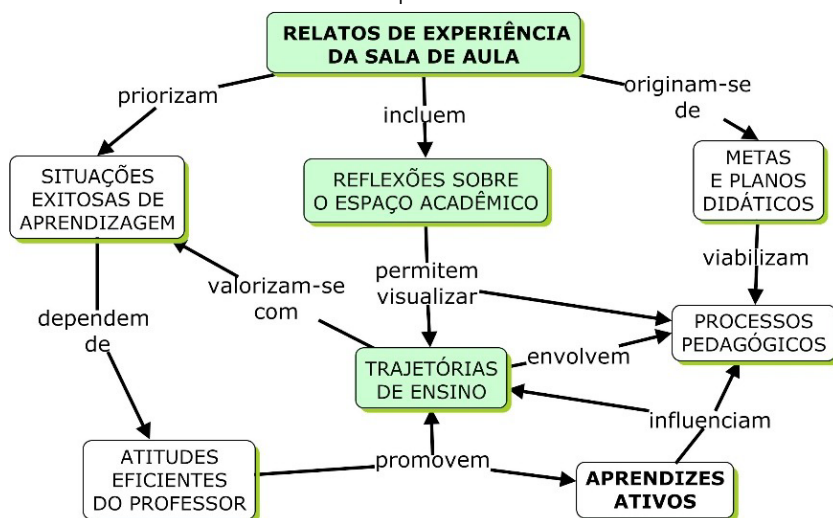 RELATOS DE EXPERIÊNCIA
DA SALA DE AULA
priorizam
incluem
originam-se
de
SITUAÇÕES
EXITOSAS DE
APRENDIZAGEM
REFLEXÕES SOBRE
O ESPAÇO ACADÊMICO
METAS
E PLANOS
DIDÁTICOS
valorizam-se
com
permitem
visualizar
viabilizam
dependem
de
TRAJETÓRIAS
DE ENSINO
envolvem
PROCESSOS
PEDAGÓGICOS
influenciam
ATITUDES
EFICIENTES
DO PROFESSOR
promovem
APRENDIZES
ATIVOS